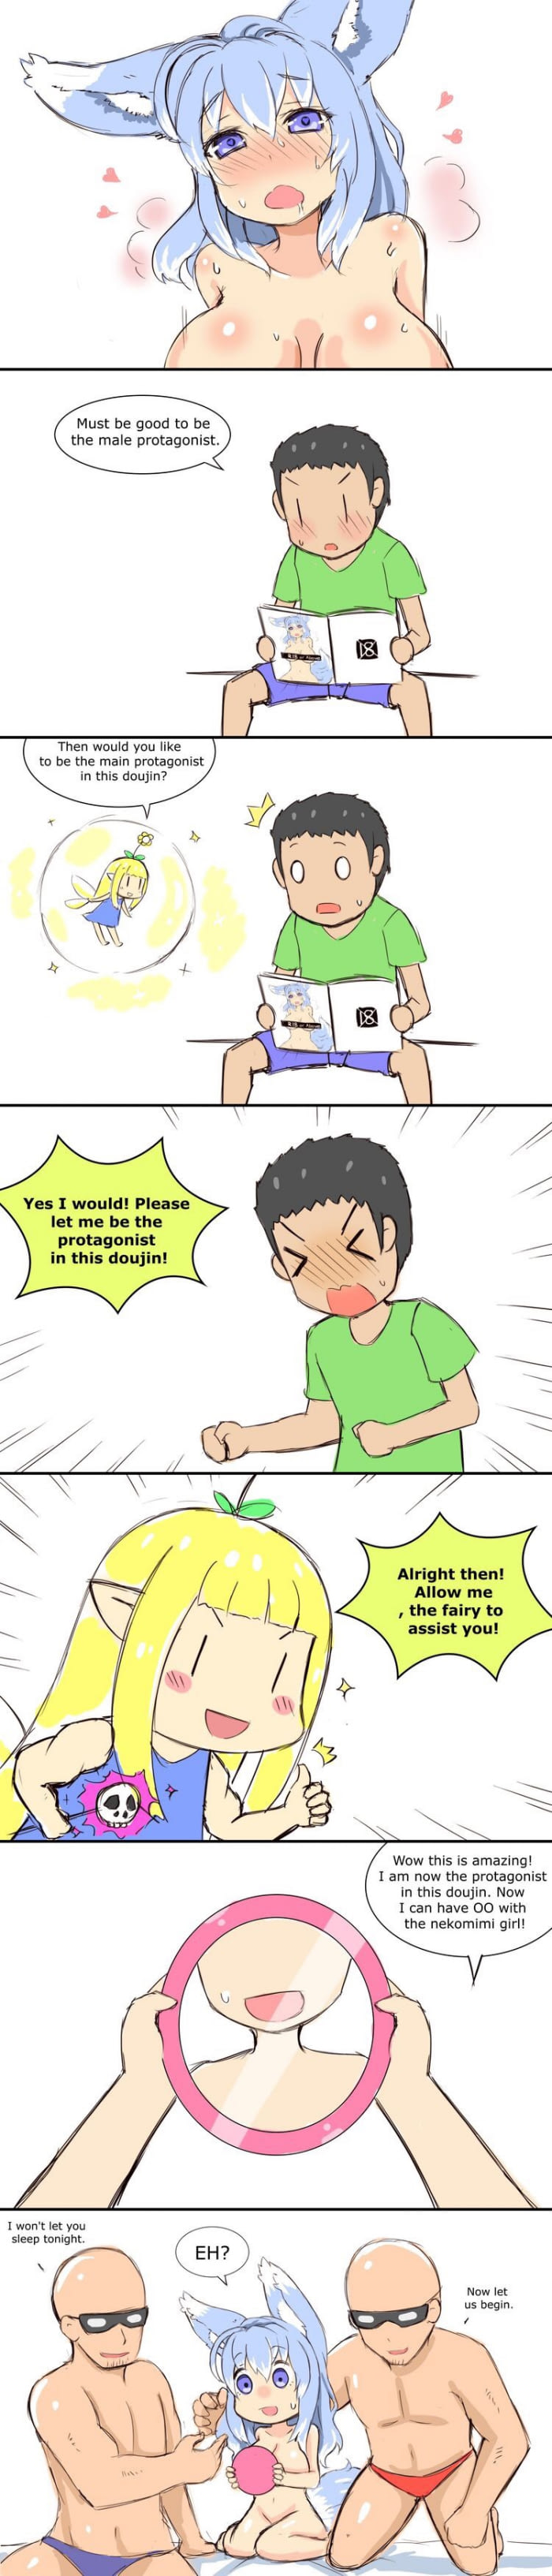 Must be good to be
the male protagonist.
18
Then would you like
to be the main protagonist
in this doujin?
18
Yes I would! Please
let me be the
protagonist
in this doujin!
Alright then!
Allow me
, the fairy to
assist you!
Wow this is amazing!
I am now the protagonist
in this doujin. Now
I can have OO with
the nekomimi girl!
I won't let you
sleep tonight.
EH?
Now let
us begin.